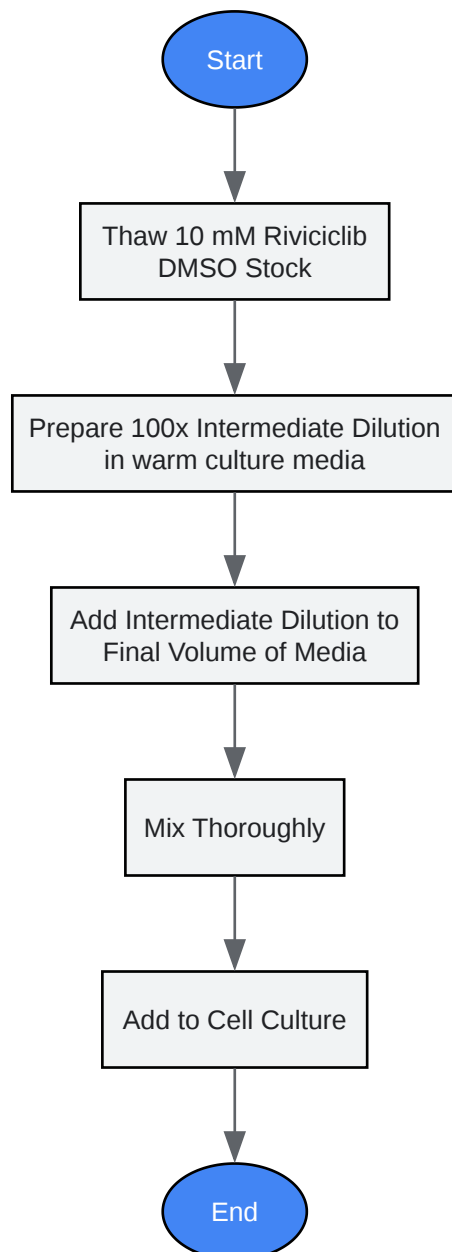 Start
Thaw 10 mM Riviciclib
DMSO Stock
Prepare 100x Intermediate Dilution
in warm culture media
Add Intermediate Dilution to
Final Volume of Media
Mix Thoroughly
Add to Cell Culture
End